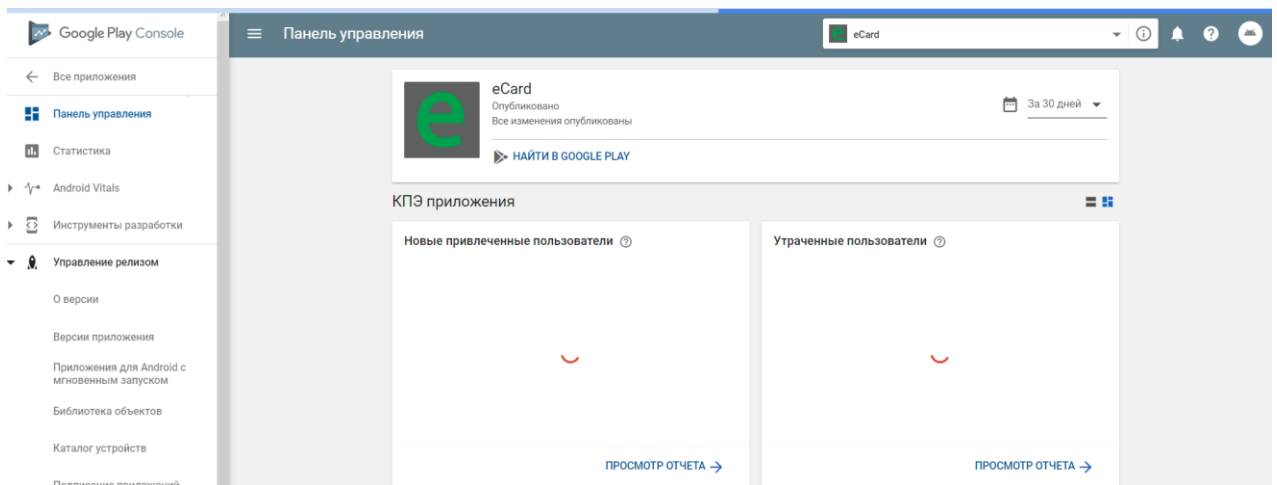 Google Play Console
Панель управления
eCard
Все приложения
Панель управления
Статистика
Android Vitals
Инструменты разработки
Управление релизом
О версии
Версии приложения
Приложения для Android с
мгновенным запуском
Библиотека объектов
Каталог устройств
Подписание приложений
e
eCard
Опубликовано
Все изменения опубликованы
За 30 дней
НАЙТИ В GOOGLE PLAY
КПЭ приложения
Новые привлеченные пользователи
ПРОСМОТР ОТЧЕТА
Утраченные пользователи
ПРОСМОТР ОТЧЕТА